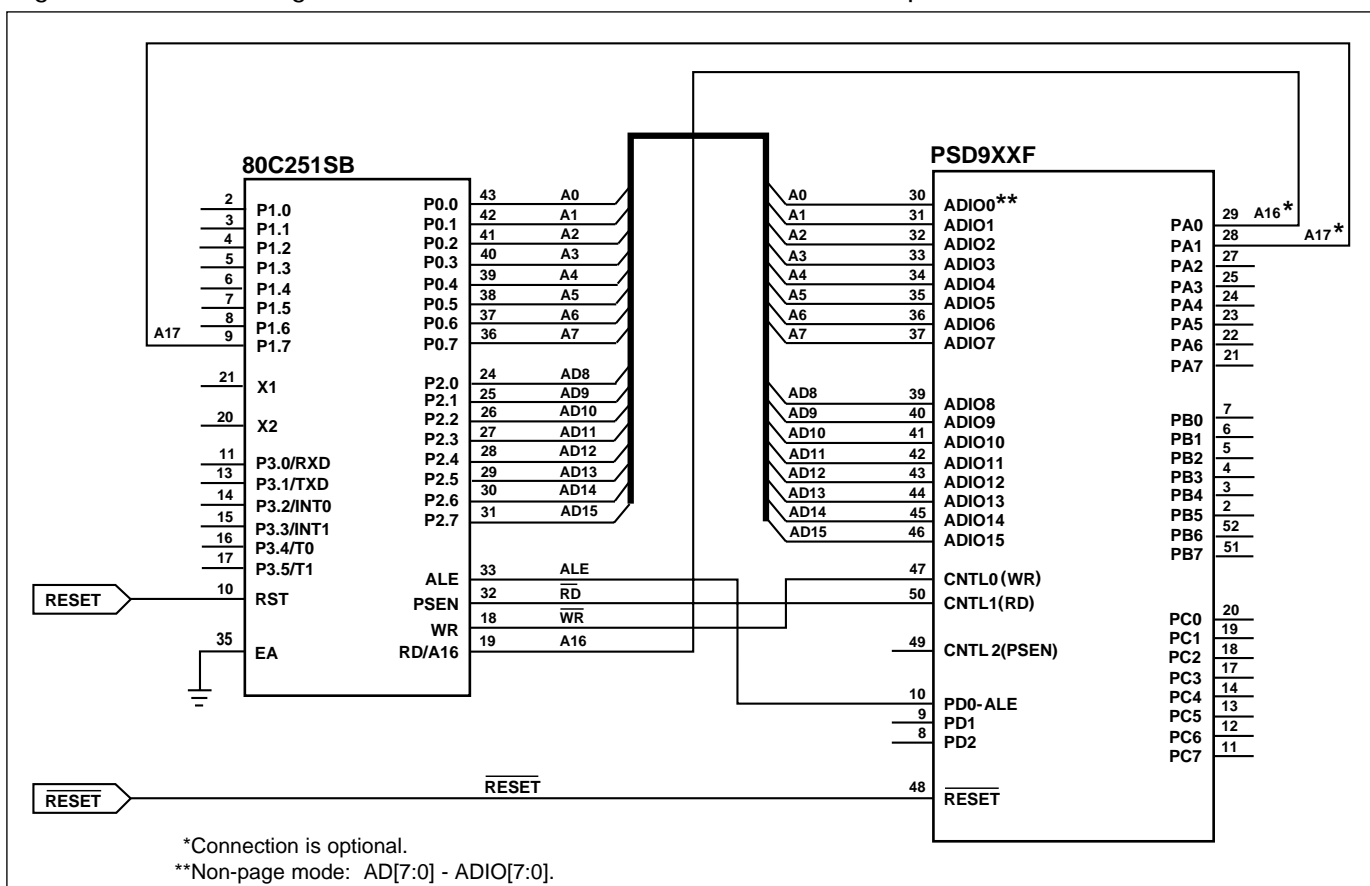 80C251SB
2 P1.0
3 P1.1
4 P1.2
5 P1.3
6 P1.4
7 P1.5
8 P1.6
A17 9 P1.7
21 X1
20 X2
11 P3.0/RXD
13 P3.1/TXD
14 P3.2/INT0
15 P3.3/INT1
16 P3.4/T0
17 P3.5/T1
RESET 10 RST
35 EA
P0.0 43 A0
P0.1 42 A1
P0.2 41 A2
P0.3 40 A3
P0.4 39 A4
P0.5 38 A5
P0.6 37 A6
P0.7 36 A7
P2.0 24 AD8
P2.1 25 AD9
P2.2 26 AD10
P2.3 27 AD11
P2.4 28 AD12
P2.5 29 AD13
P2.6 30 AD14
P2.7 31 AD15
ALE 33 ALE
PSEN 32 RD
WR 18 WR
RD/A16 19 A16
PSD9XXF
A0 30 ADIO0**
A1 31 ADIO1
A2 32 ADIO2
A3 33 ADIO3
A4 34 ADIO4
A5 35 ADIO5
A6 36 ADIO6
A7 37 ADIO7
AD8 39 ADIO8
AD9 40 ADIO9
AD10 41 ADIO10
AD11 42 ADIO11
AD12 43 ADIO12
AD13 44 ADIO13
AD14 45 ADIO14
AD15 46 ADIO15
47 CNTL0(WR)
50 CNTL1(RD)
49 CNTL 2(PSEN)
10 PD0-ALE
9 PD1
8 PD2
48 RESET
PA0 29 A16*
PA1 28 A17*
PA2 27
PA3 25
PA4 24
PA5 23
PA6 22
PA7 21
PB0 7
PB1 6
PB2 5
PB3 4
PB4 3
PB5 2
PB6 52
PB7 51
PC0 20
PC1 19
PC2 18
PC3 17
PC4 14
PC5 13
PC6 12
PC7 11
RESET RESET
*Connection is optional.
**Non-page mode: AD[7:0] - ADIO[7:0].